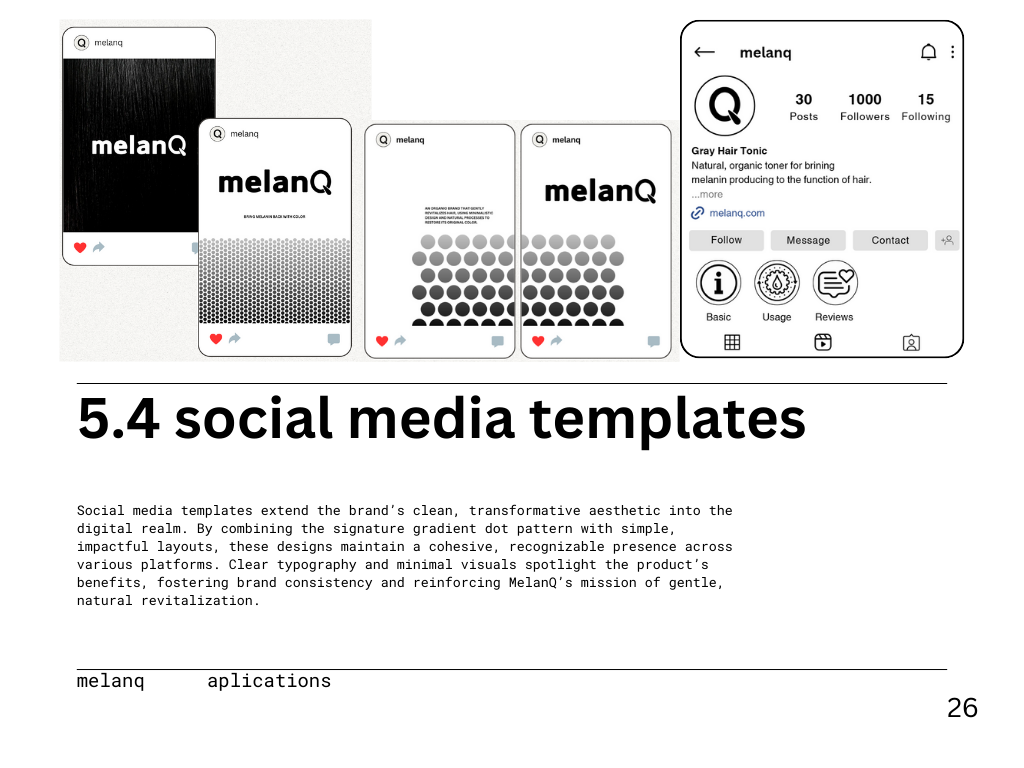 melanq
melanQ
melanq
melanQ
BRING MELANIN BACK WITH COLOR
melanq
AN ORGANIC BRAND THAT GENTLY
REVITALIZES HAIR, USING MINIMALISTIC
DESIGN AND NATURAL PROCESSES TO
RESTORE ITS ORIGINAL COLOR.
melanq
melanQ
melanq
Q
30
Posts
1000
Followers
15
Following
Gray Hair Tonic
Natural, organic toner for brining
melanin producing to the function of hair.
...more
melanq.com
Follow
Message
Contact
Basic
Usage
Reviews
5.4 social media templates
Social media templates extend the brand's clean, transformative aesthetic into the
digital realm. By combining the signature gradient dot pattern with simple,
impactful layouts, these designs maintain a cohesive, recognizable presence across
various platforms. Clear typography and minimal visuals spotlight the product's
benefits, fostering brand consistency and reinforcing MelanQ's mission of gentle,
natural revitalization.
melanq aplications
26